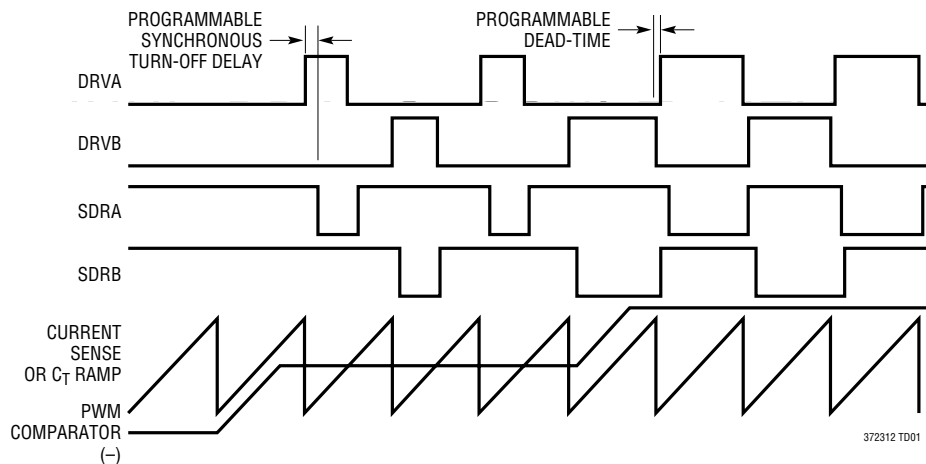 PROGRAMMABLE
SYNCHRONOUS
TURN-OFF DELAY
PROGRAMMABLE
DEAD-TIME
DRVA
DRVB
SDRA
SDRB
CURRENT
SENSE
OR CT RAMP
PWM
COMPARATOR
(–)
372312 TD01